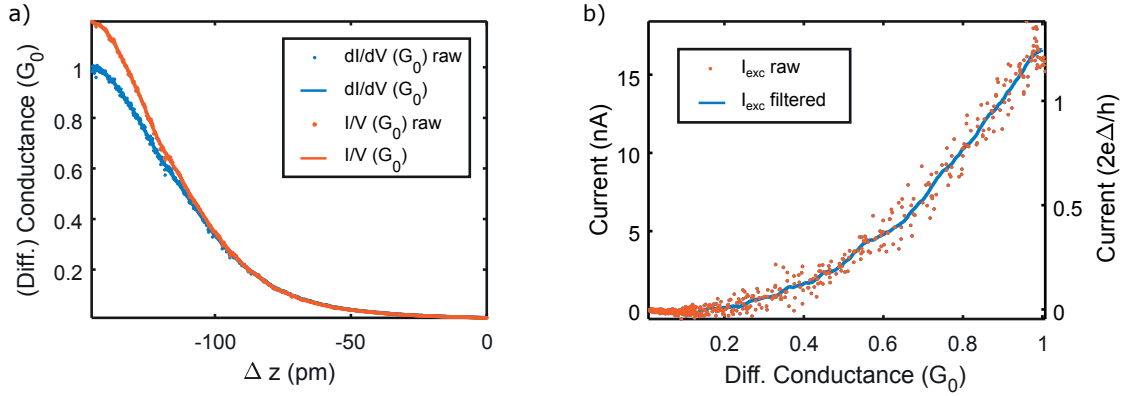 a)
(Diff.) Conductance (G0)
1
0.8
0.6
0.4
0.2
-100
-50
0
Δ z (pm)
dI/dV (G0) raw
dI/dV (G0)
I/V (G0) raw
I/V (G0)
b)
Current (nA)
15
10
5
0
0.2
0.4
0.6
0.8
1
Diff. Conductance (G0)
Iexc raw
Iexc filtered
1
0.5
0
Current (2eΔ/h)